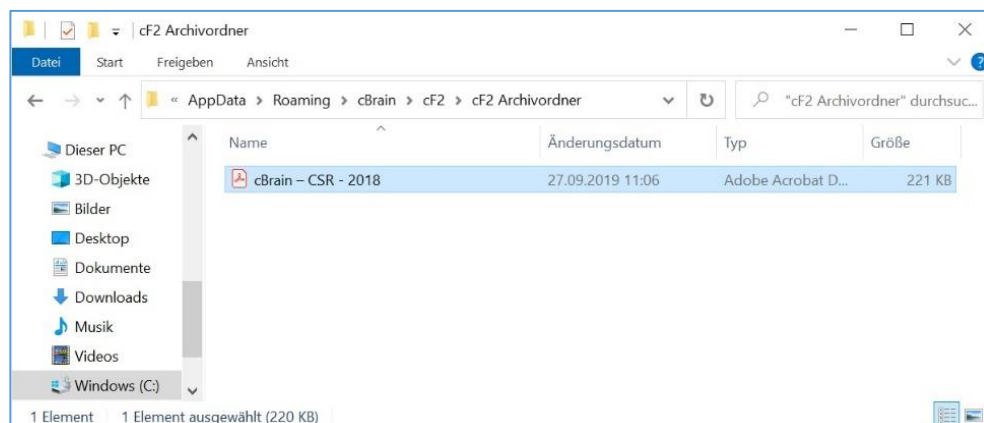 cF2 Archivordner
Datei Start Freigeben Ansicht
« AppData > Roaming > cBrain > cF2 > cF2 Archivordner "cF2 Archivordner" durchsuc...
Name Änderungsdatum Typ Größe
Dieser PC
3D-Objekte
Bilder
Desktop
Dokumente
Downloads
Musik
Videos
Windows (C:)
cBrain – CSR - 2018 27.09.2019 11:06 Adobe Acrobat D... 221 KB
1 Element 1 Element ausgewählt (220 KB)